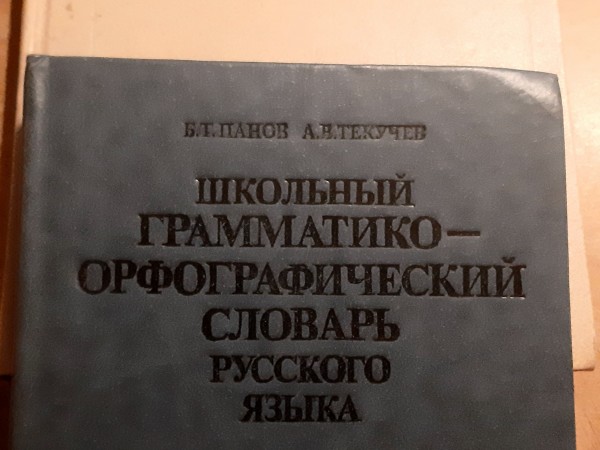 Б.Т.ПАНОВ А.В.ТЕКУЧЕВ
ШКОЛЬНЫЙ
ГРАММАТИКО—
ОРФОГРАФИЧЕСКИЙ
СЛОВАРЬ
РУССКОГО
ЯЗЫКА